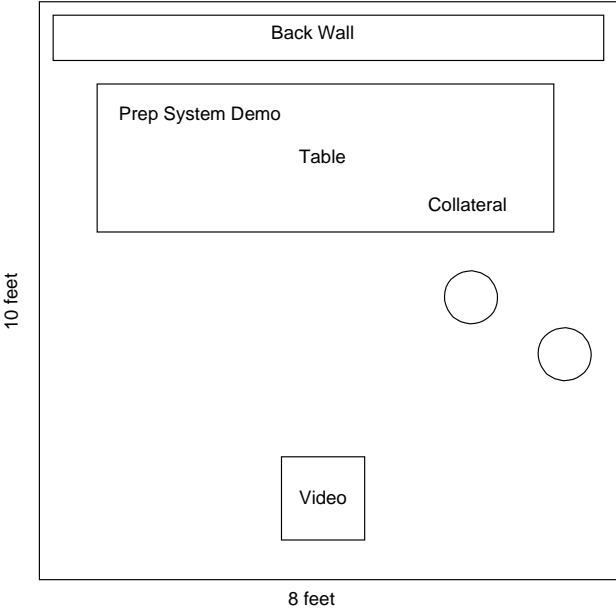 Back Wall
Prep System Demo
Table
Collateral
10 feet
Video
8 feet